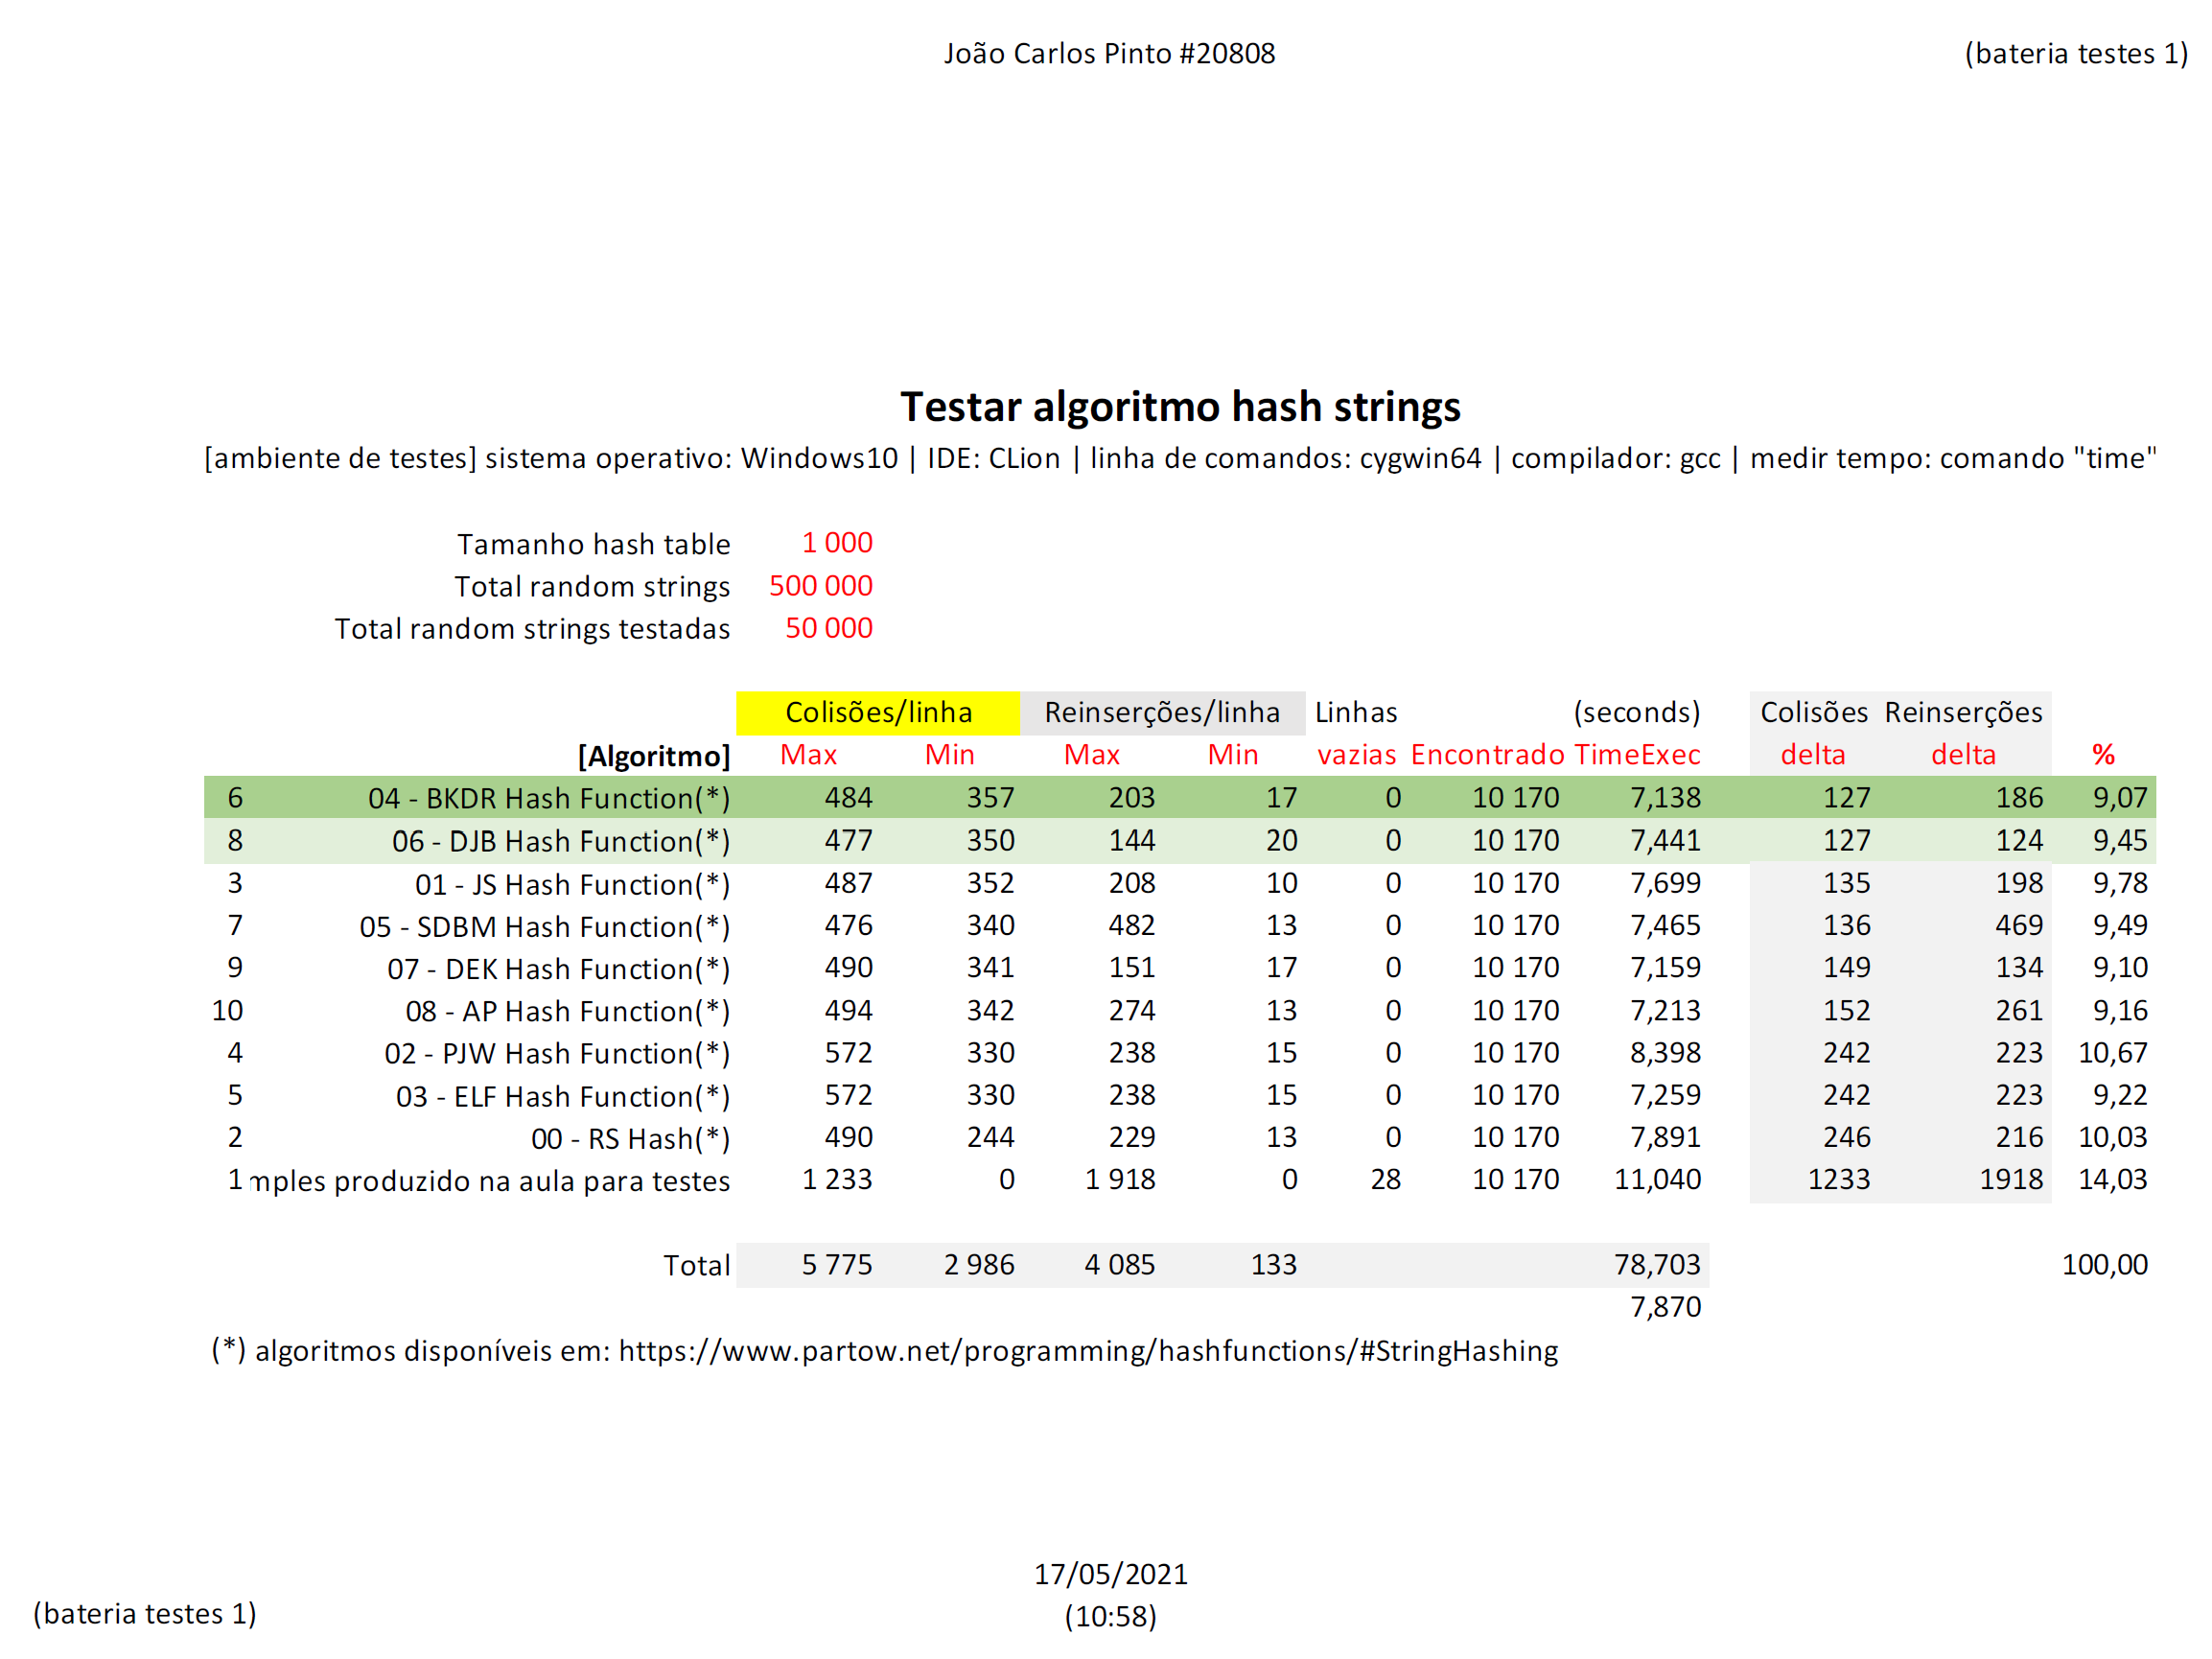 João Carlos Pinto #20808 (bateria testes 1)
Testar algoritmo hash strings
[ambiente de testes] sistema operativo: Windows10 | IDE: CLion | linha de comandos: cygwin64 | compilador: gcc | medir tempo: comando "time"
Tamanho hash table 1 000
Total random strings 500 000
Total random strings testadas 50 000
Colisões/linha Reinserções/linha Linhas (seconds) Colisões Reinserções
[Algoritmo] Max Min Max Min vazias Encontrado TimeExec delta delta %
6 04 - BKDR Hash Function(*) 484 357 203 17 0 10 170 7,138 127 186 9,07
8 06 - DJB Hash Function(*) 477 350 144 20 0 10 170 7,441 127 124 9,45
3 01 - JS Hash Function(*) 487 352 208 10 0 10 170 7,699 135 198 9,78
7 05 - SDBM Hash Function(*) 476 340 482 13 0 10 170 7,465 136 469 9,49
9 07 - DEK Hash Function(*) 490 341 151 17 0 10 170 7,159 149 134 9,10
10 08 - AP Hash Function(*) 494 342 274 13 0 10 170 7,213 152 261 9,16
4 02 - PJW Hash Function(*) 572 330 238 15 0 10 170 8,398 242 223 10,67
5 03 - ELF Hash Function(*) 572 330 238 15 0 10 170 7,259 242 223 9,22
2 00 - RS Hash(*) 490 244 229 13 0 10 170 7,891 246 216 10,03
1 mples produzido na aula para testes 1 233 0 1 918 0 28 10 170 11,040 1233 1918 14,03
Total 5 775 2 986 4 085 133 78,703 100,00
7,870
(*) algoritmos disponíveis em: https://www.partow.net/programming/hashfunctions/#StringHashing
17/05/2021
(bateria testes 1) (10:58)